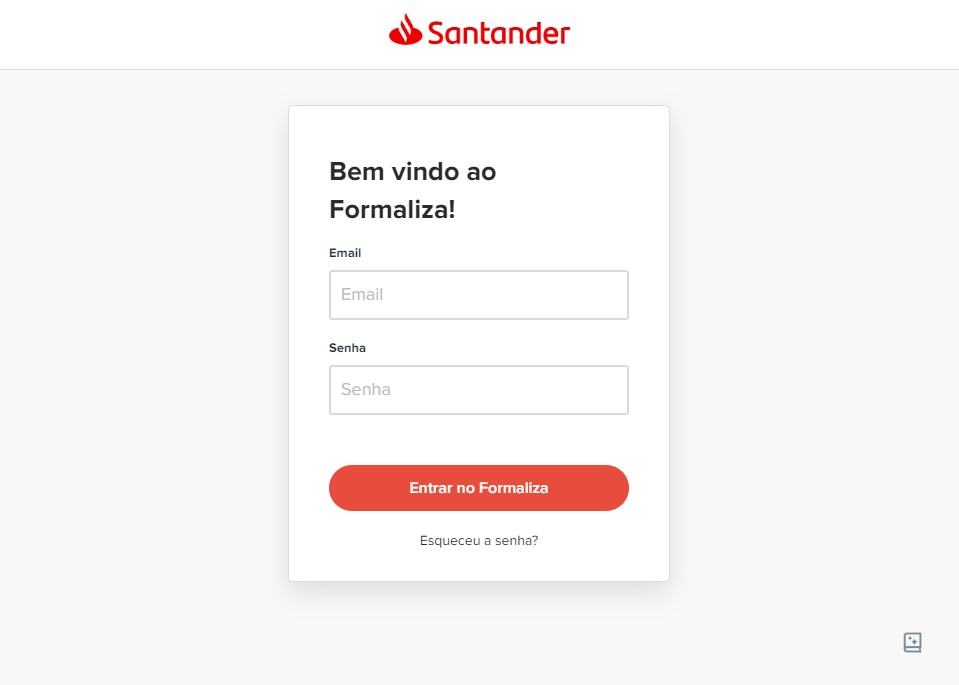 Santander
Bem vindo ao
Formaliza!
Email
Email
Senha
Senha
Entrar no Formaliza
Esqueceu a senha?